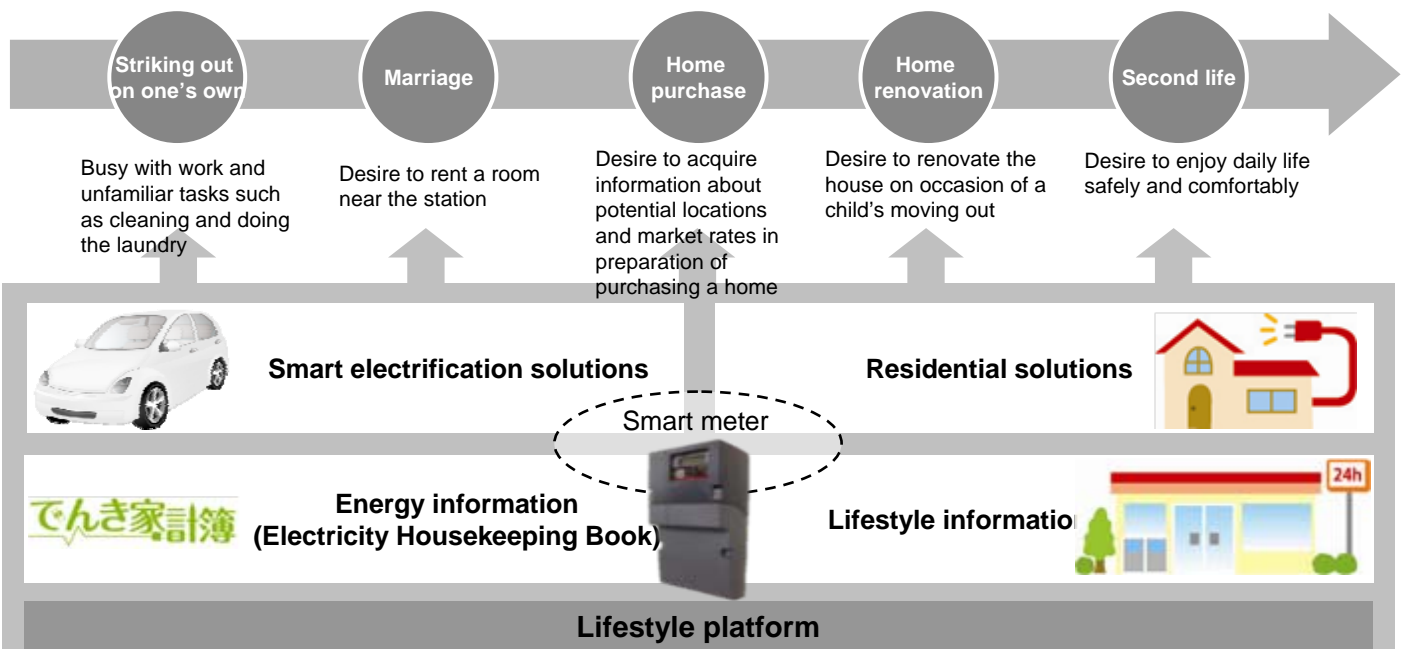 Striking out
on one's own
Marriage
Home
purchase
Home
renovation
Second life
Busy with work and
unfamiliar tasks such
as cleaning and doing
the laundry
Desire to rent a room
near the station
Desire to acquire
information about
potential locations
and market rates in
preparation of
purchasing a home
Desire to renovate the
house on occasion of a
child's moving out
Desire to enjoy daily life
safely and comfortably
Smart electrification solutions
Residential solutions
Smart meter
でんき家計簿
Energy information
(Electricity Housekeeping Book)
Lifestyle information
24h
Lifestyle platform